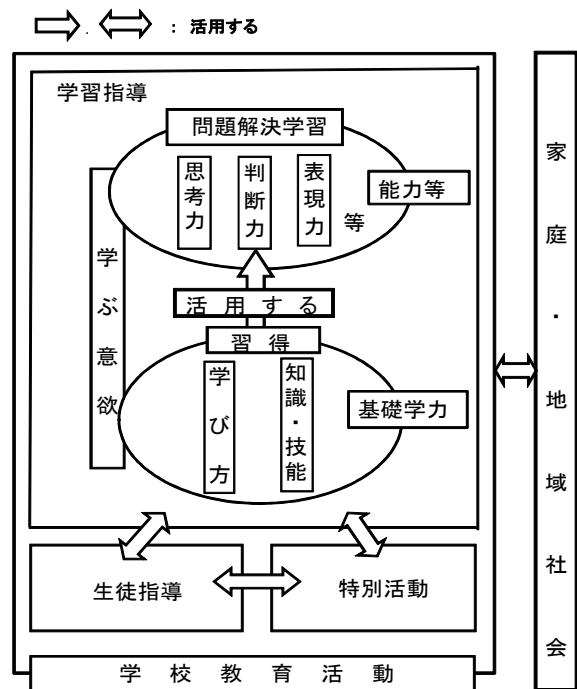 ： 活用する
学習指導
問題解決学習
思考力
判断力
表現力
等
能力等
学ぶ意欲
活用する
習得
学び方
知識・技能
基礎学力
生徒指導
特別活動
学校教育活動
家庭・地域社会